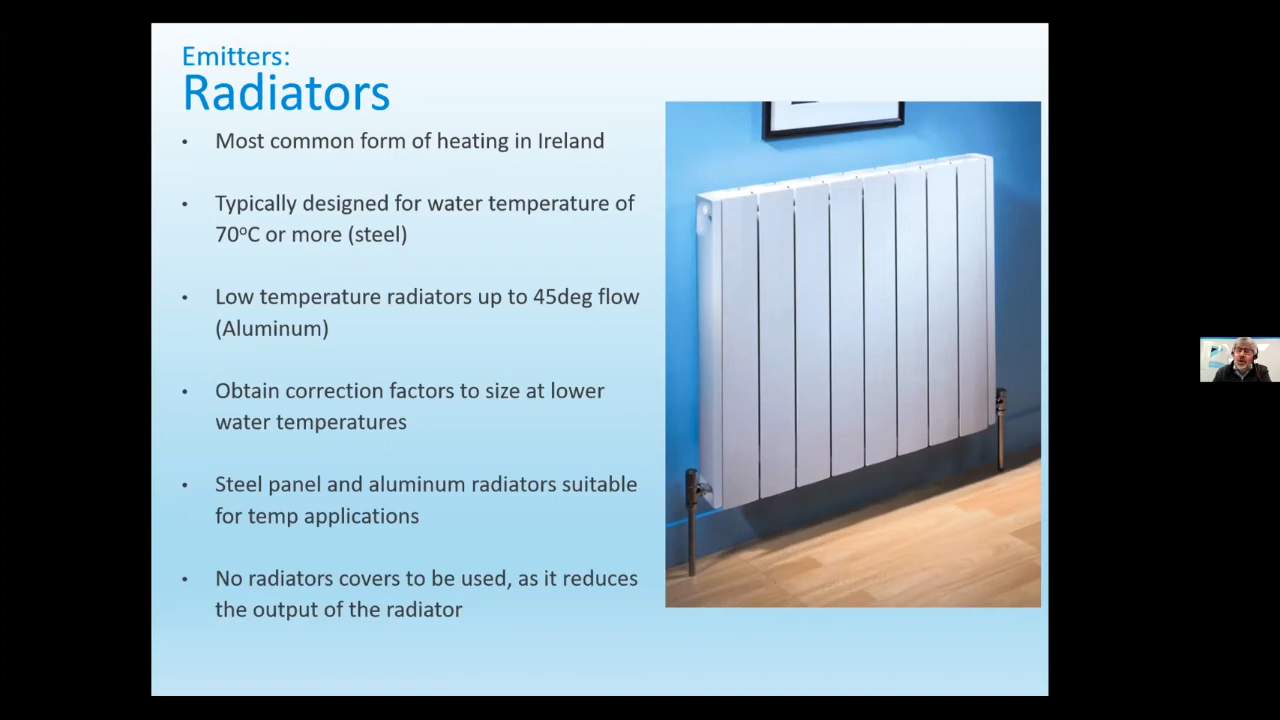 Emitters:
Radiators
• Most common form of heating in Ireland
• Typically designed for water temperature of
70ºC or more (steel)
• Low temperature radiators up to 45deg flow
(Aluminum)
• Obtain correction factors to size at lower
water temperatures
• Steel panel and aluminum radiators suitable
for temp applications
• No radiators covers to be used, as it reduces
the output of the radiator